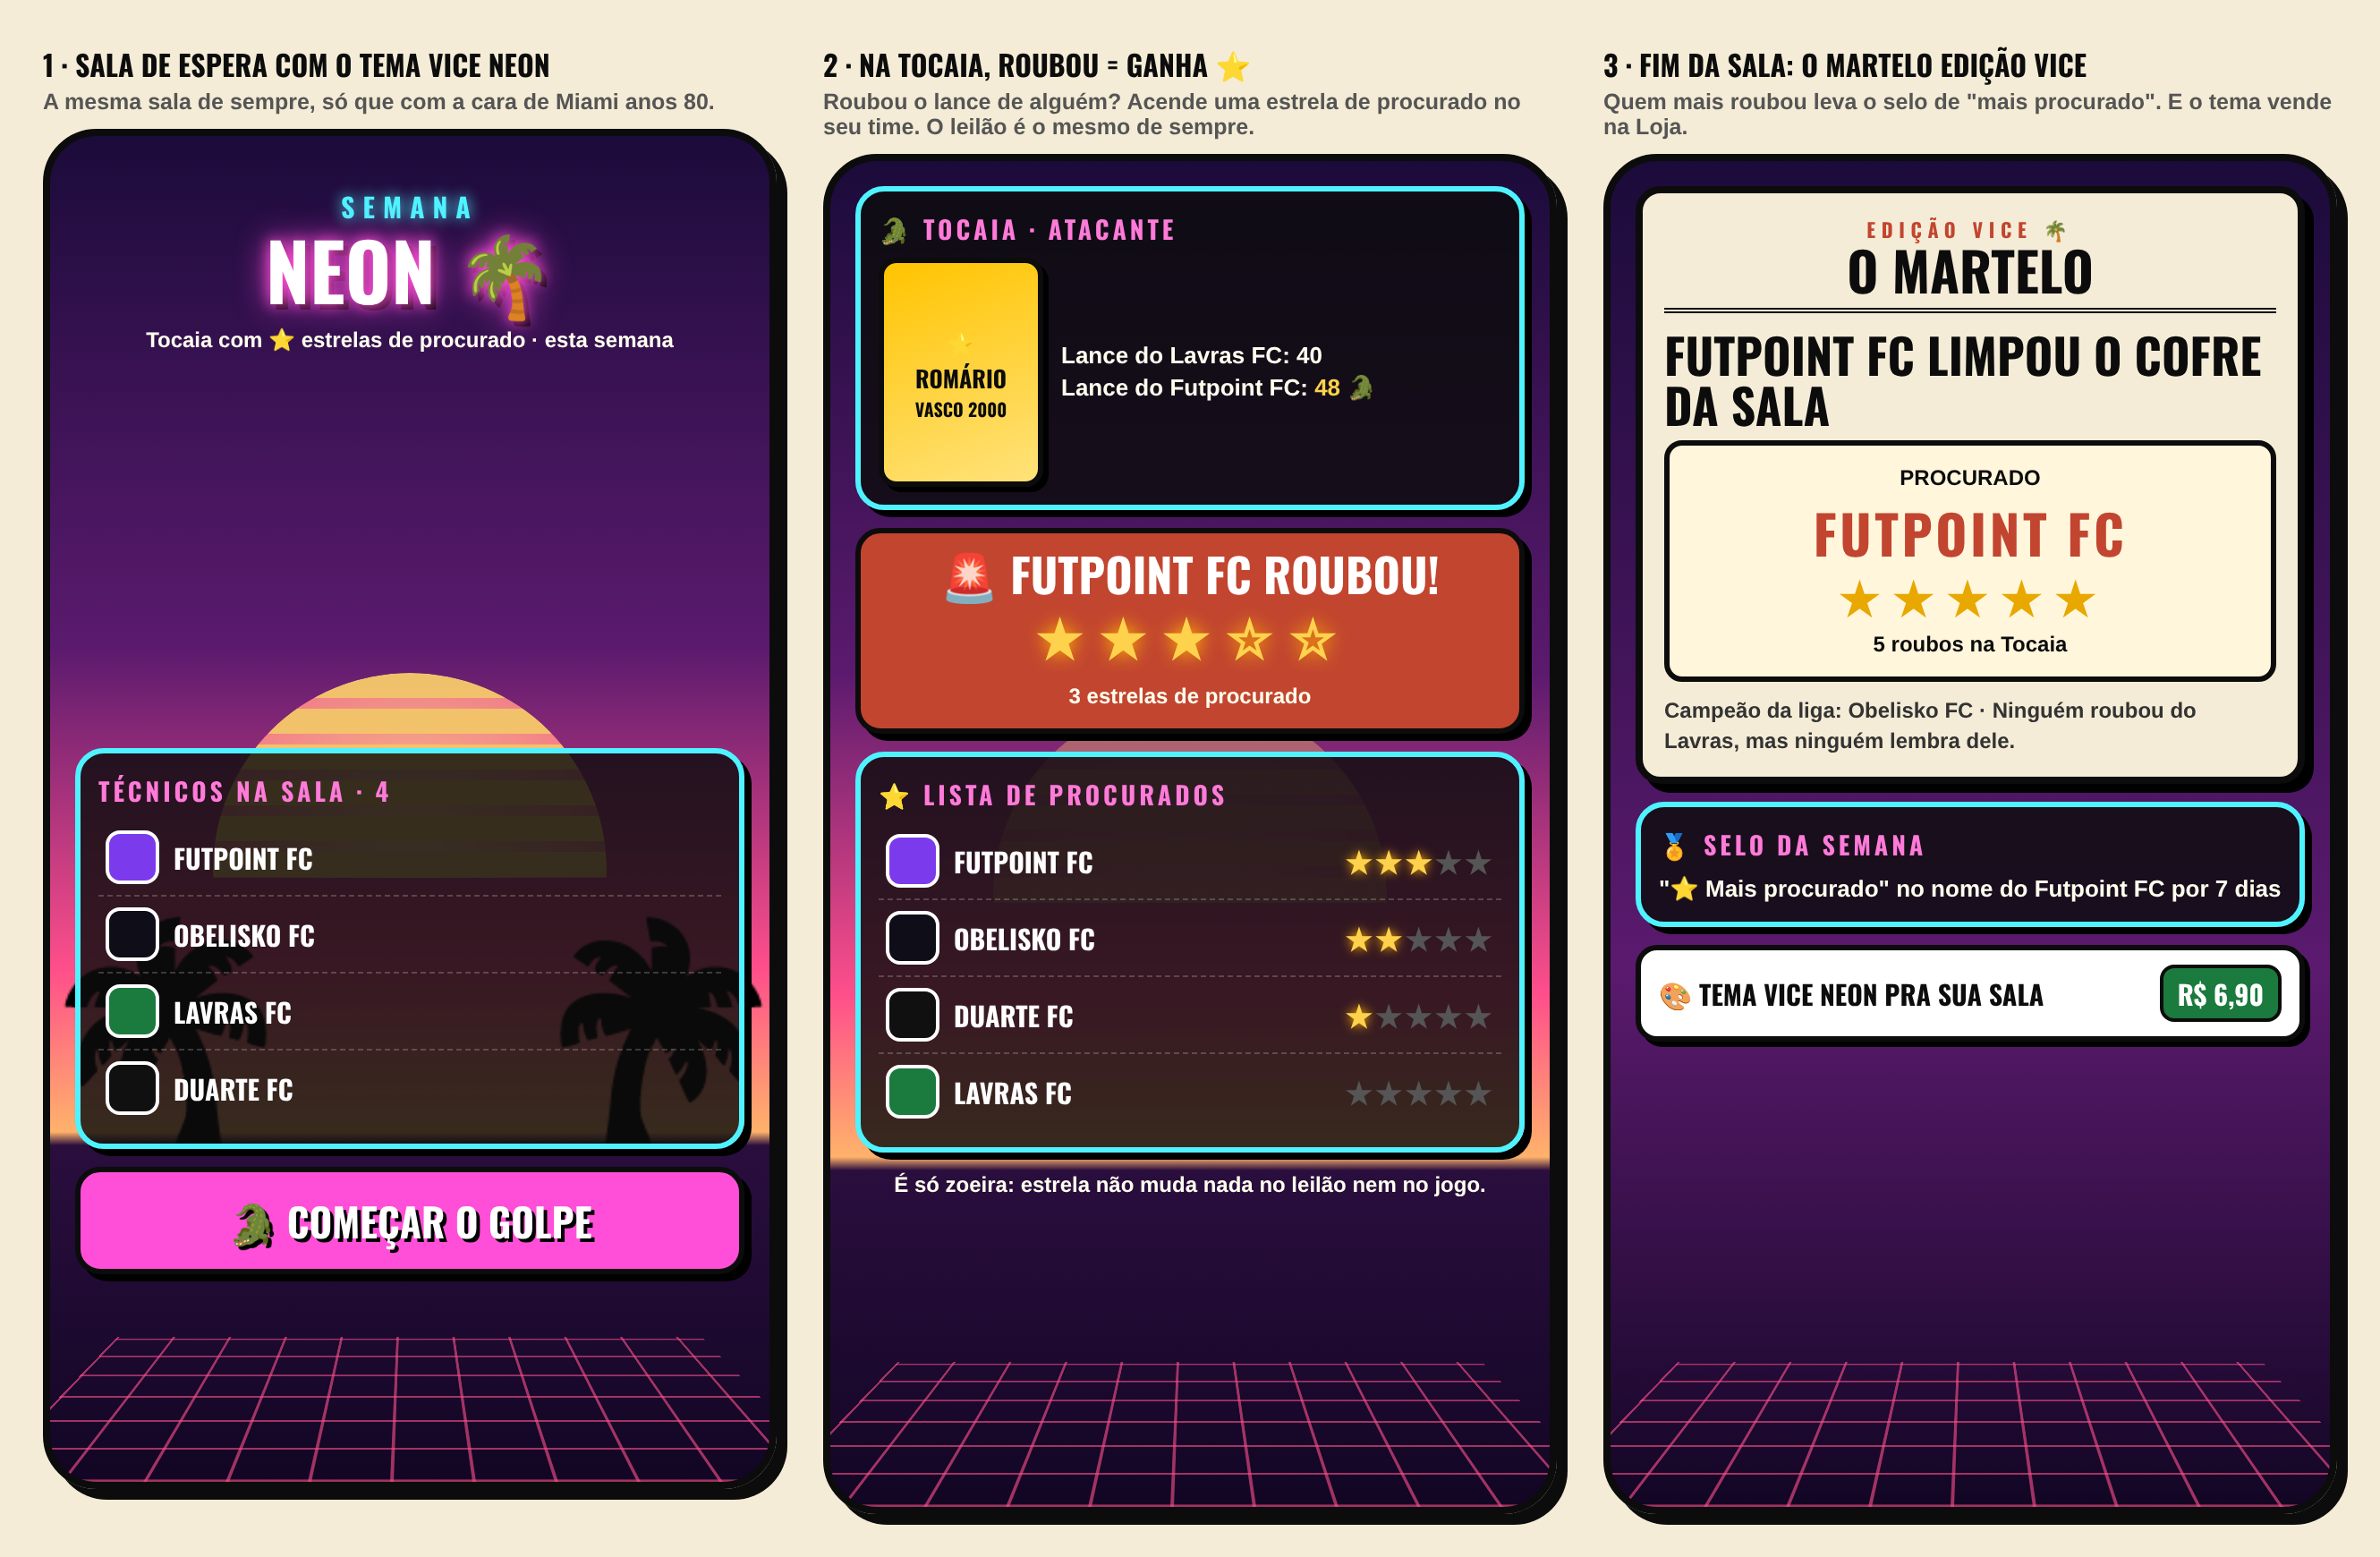 1 · SALA DE ESPERA COM O TEMA VICE NEON
A mesma sala de sempre, só que com a cara de Miami anos 80.
SEMANA
NEON 🌴
Tocaia com ⭐ estrelas de procurado · esta semana
TÉCNICOS NA SALA · 4
FUTPOINT FC
OBELISKO FC
LAVRAS FC
DUARTE FC
🐊 COMEÇAR O GOLPE
2 · NA TOCAIA, ROUBOU = GANHA ⭐
Roubou o lance de alguém? Acende uma estrela de procurado no
seu time. O leilão é o mesmo de sempre.
🐊 TOCAIA · ATACANTE
⭐
ROMÁRIO
VASCO 2000
Lance do Lavras FC: 40
Lance do Futpoint FC: 48 🐊
🚨 FUTPOINT FC ROUBOU!
★★★☆☆
3 estrelas de procurado
⭐ LISTA DE PROCURADOS
FUTPOINT FC ★★★★★
OBELISKO FC ★★★★★
DUARTE FC ★★★★★
LAVRAS FC ★★★★★
É só zoeira: estrela não muda nada no leilão nem no jogo.
3 · FIM DA SALA: O MARTELO EDIÇÃO VICE
Quem mais roubou leva o selo de "mais procurado". E o tema vende
na Loja.
EDIÇÃO VICE 🌴
O MARTELO
FUTPOINT FC LIMPOU O COFRE
DA SALA
PROCURADO
FUTPOINT FC
★★★★★
5 roubos na Tocaia
Campeão da liga: Obelisko FC · Ninguém roubou do
Lavras, mas ninguém lembra dele.
🏅 SELO DA SEMANA
"⭐ Mais procurado" no nome do Futpoint FC por 7 dias
🎨 TEMA VICE NEON PRA SUA SALA R$ 6,90